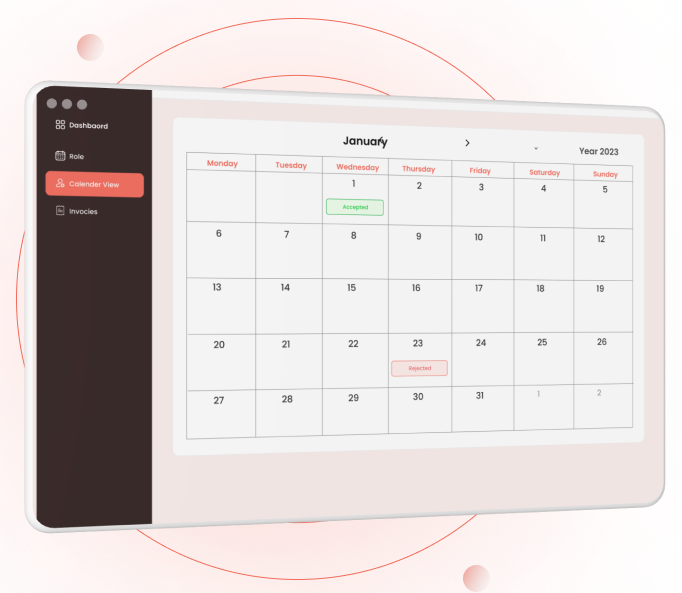 Dashbaord
Role
Calender View
Invocies
January
Year 2023
Monday Tuesday Wednesday Thursday Friday Saturday Sunday
1 2 3 4 5
Accepted
6 7 8 9 10 11 12
13 14 15 16 17 18 19
20 21 22 23 24 25 26
Rejected
27 28 29 30 31 1 2